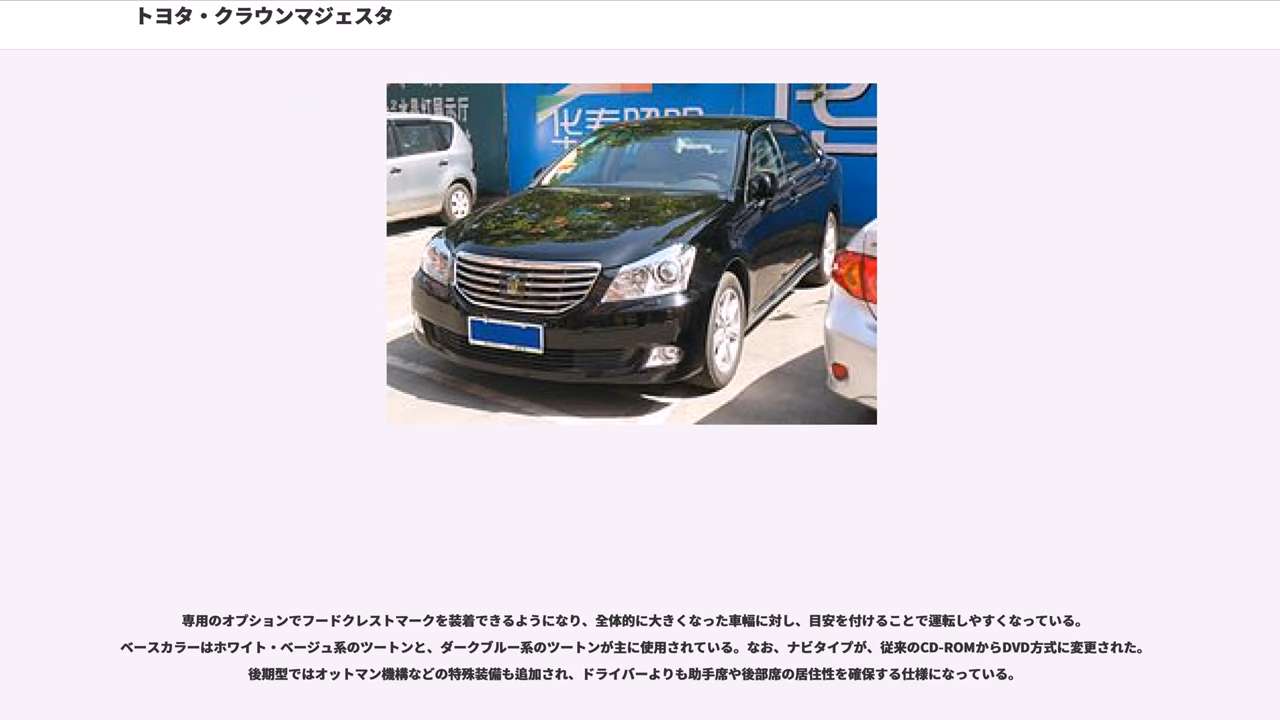 トヨタ・クラウンマジェスタ
水晶灯展示厅
华泰
専用のオプションでフードクレストマークを装着できるようになり、全体的に大きくなった車幅に対し、目安を付けることで運転しやすくなっている。
ベースカラーはホワイト・ベージュ系のツートンと、ダークブルー系のツートンが主に使用されている。なお、ナビタイプが、従来のCD-ROMからDVD方式に変更された。
後期型ではオットマン機構などの特殊装備も追加され、ドライバーよりも助手席や後部席の居住性を確保する仕様になっている。